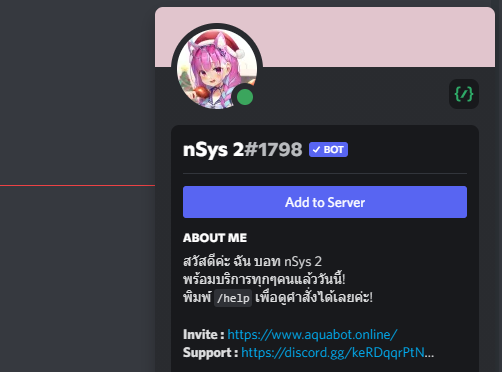 nSys 2#1798 BOT
Add to Server
ABOUT ME
สวัสดีค่ะ ฉัน บอท nSys 2
พร้อมบริการทุกๆคนแล้ววันนี้!
พิมพ์ /help เพื่อดูคำสั่งได้เลยค่ะ!
Invite : https://www.aquabot.online/
Support : https://discord.gg/keRDqqrPtN...